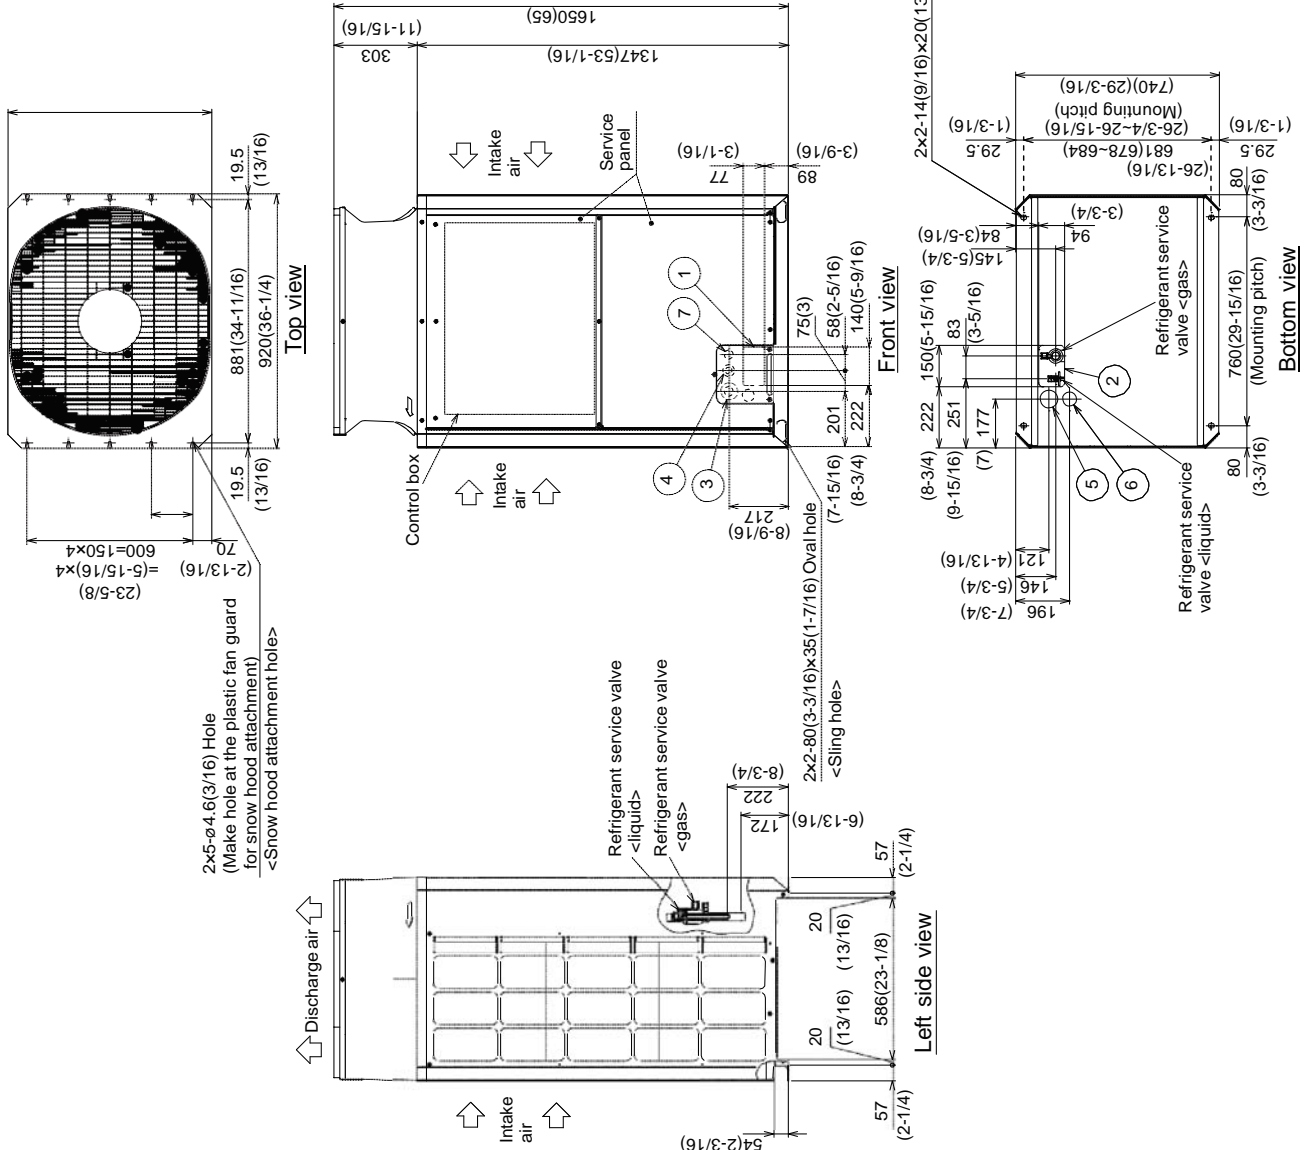 19.5
(13/16)
881(34-11/16)
920(36-1/4)
19.5
(13/16)
Top view
70
(2-13/16)
600=150×4
=(5-15/16)×4
(23-5/8)
2x5-ø4.6(3/16) Hole
(Make hole at the plastic fan guard
for snow hood attachment)
<Snow hood attachment hole>
1650(65)
(11-15/16)
303
1347(53-1/16)
Intake
air
Service
panel
(3-1/16)
77
(3-9/16)
89
Control box
Intake
air
1
7
4
3
75(3)
58(2-5/16)
140(5-9/16)
201
222
(7-15/16)
(8-3/4)
217
(8-9/16)
Front view
2x2-80(3-3/16)×35(1-7/16) Oval hole
<Sling hole>
Discharge air
Refrigerant service valve
<liquid>
Refrigerant service valve
<gas>
(8-3/4)
222
172
(6-13/16)
57
(2-1/4)
20
(13/16)
586(23-1/8)
20
(13/16)
57
(2-1/4)
54(2-3/16)
Intake
air
Left side view
2×2-14(9/16)×20(13
740(29-3/16)
(Mounting pitch)
(26-3/4~26-15/16)
681(678~684)
(26-13/16)
(1-3/16)
29.5
(1-3/16)
29.5
80
(3-3/16)
(3-3/4)
94
84(3-5/16)
145(5-3/4)
150(5-15/16)
83
(3-5/16)
222
251
177
(8-3/4)
(9-15/16)
(7)
Refrigerant service
valve <gas>
760(29-15/16)
(Mounting pitch)
2
5
6
80
(3-3/16)
(4-13/16)
121
(5-3/4)
146
(7-3/4)
196
Refrigerant service
valve <liquid>
Bottom view